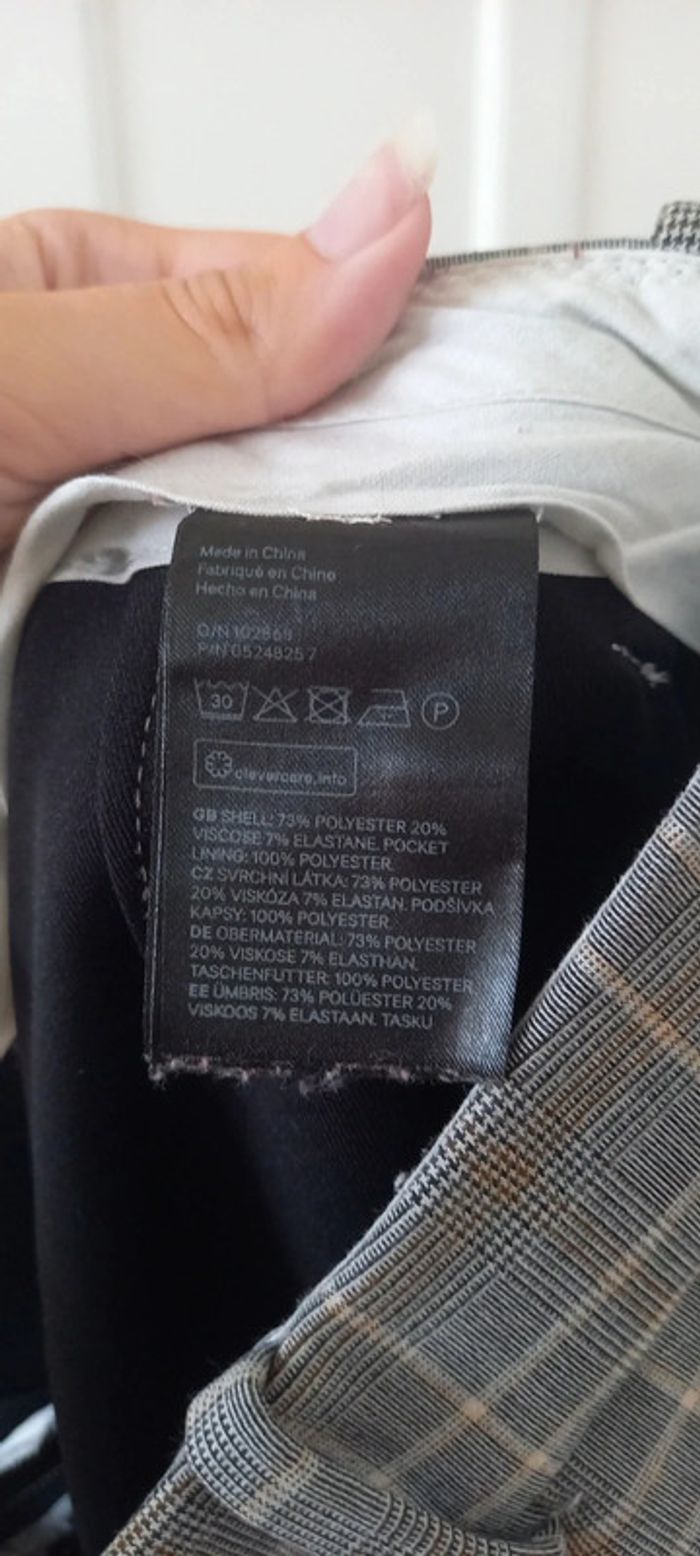 Made in China
Fabriqué en Chine
Hecho en China
O/N 102869
P/N 05248257
30
P
clevercare.info
GB SHELL: 73% POLYESTER 20%
VISCOSE 7% ELASTANE. POCKET
LINING: 100% POLYESTER.
CZ SVRCHNÍ LÁTKA: 73% POLYESTER
20% VISKÓZA 7% ELASTAN. PODŠÍVKA
KAPSY: 100% POLYESTER.
DE OBERMATERIAL: 73% POLYESTER
20% VISKOSE 7% ELASTHAN.
TASCHENFUTTER: 100% POLYESTER
EE ÜMBRIS: 73% POLÜESTER 20%
VISKOOS 7% ELASTAAN. TASKU